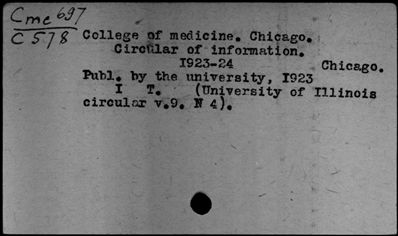 Cme 697
C 578 College of medicine. Chicago.
Circular of information.
1923-24 Chicago.
Publ. by the university, 1923
I T. (University of Illinois
circular v.9. N 4).